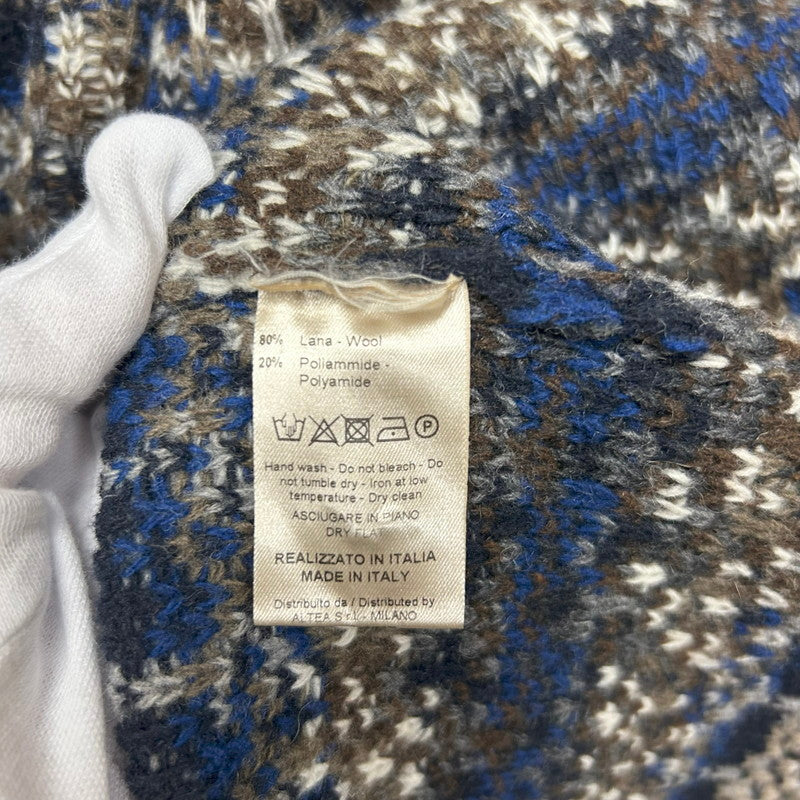 80% Lana - Wool
20% Poliammide -
Polyamide
P
Hand wash - Do not bleach - Do
not tumble dry - Iron at low
temperature - Dry clean
ASCIUGARE IN PIANO
DRY FLAT
REALIZZATO IN ITALIA
MADE IN ITALY
Distribuito da / Distributed by
ALTEA S.r.l. - MILANO